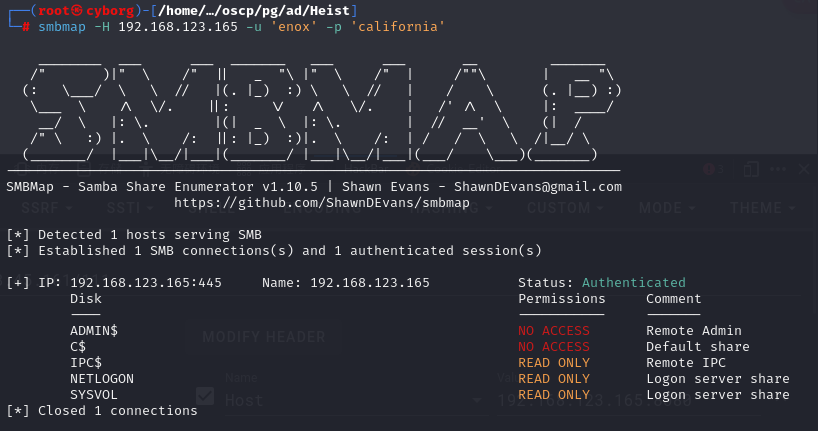 ┌──(root㉿cyborg)-[/home/…/oscp/pg/ad/Heist]
└─# smbmap -H 192.168.123.165 -u 'enox' -p 'california'
SMBMAP
SMBMap - Samba Share Enumerator v1.10.5 | Shawn Evans - ShawnDEvans@gmail.com
https://github.com/ShawnDEvans/smbmap
[*] Detected 1 hosts serving SMB
[*] Established 1 SMB connections(s) and 1 authenticated session(s)
[+] IP: 192.168.123.165:445 Name: 192.168.123.165 Status: Authenticated
Disk Permissions Comment
---- ----------- -------
ADMIN$ NO ACCESS Remote Admin
C$ NO ACCESS Default share
IPC$ READ ONLY Remote IPC
NETLOGON READ ONLY Logon server share
SYSVOL READ ONLY Logon server share
[*] Closed 1 connections
SSRF SSTI ENCODING HASHING CUSTOM MODE THEME
MODIFY HEADER
Name
Host